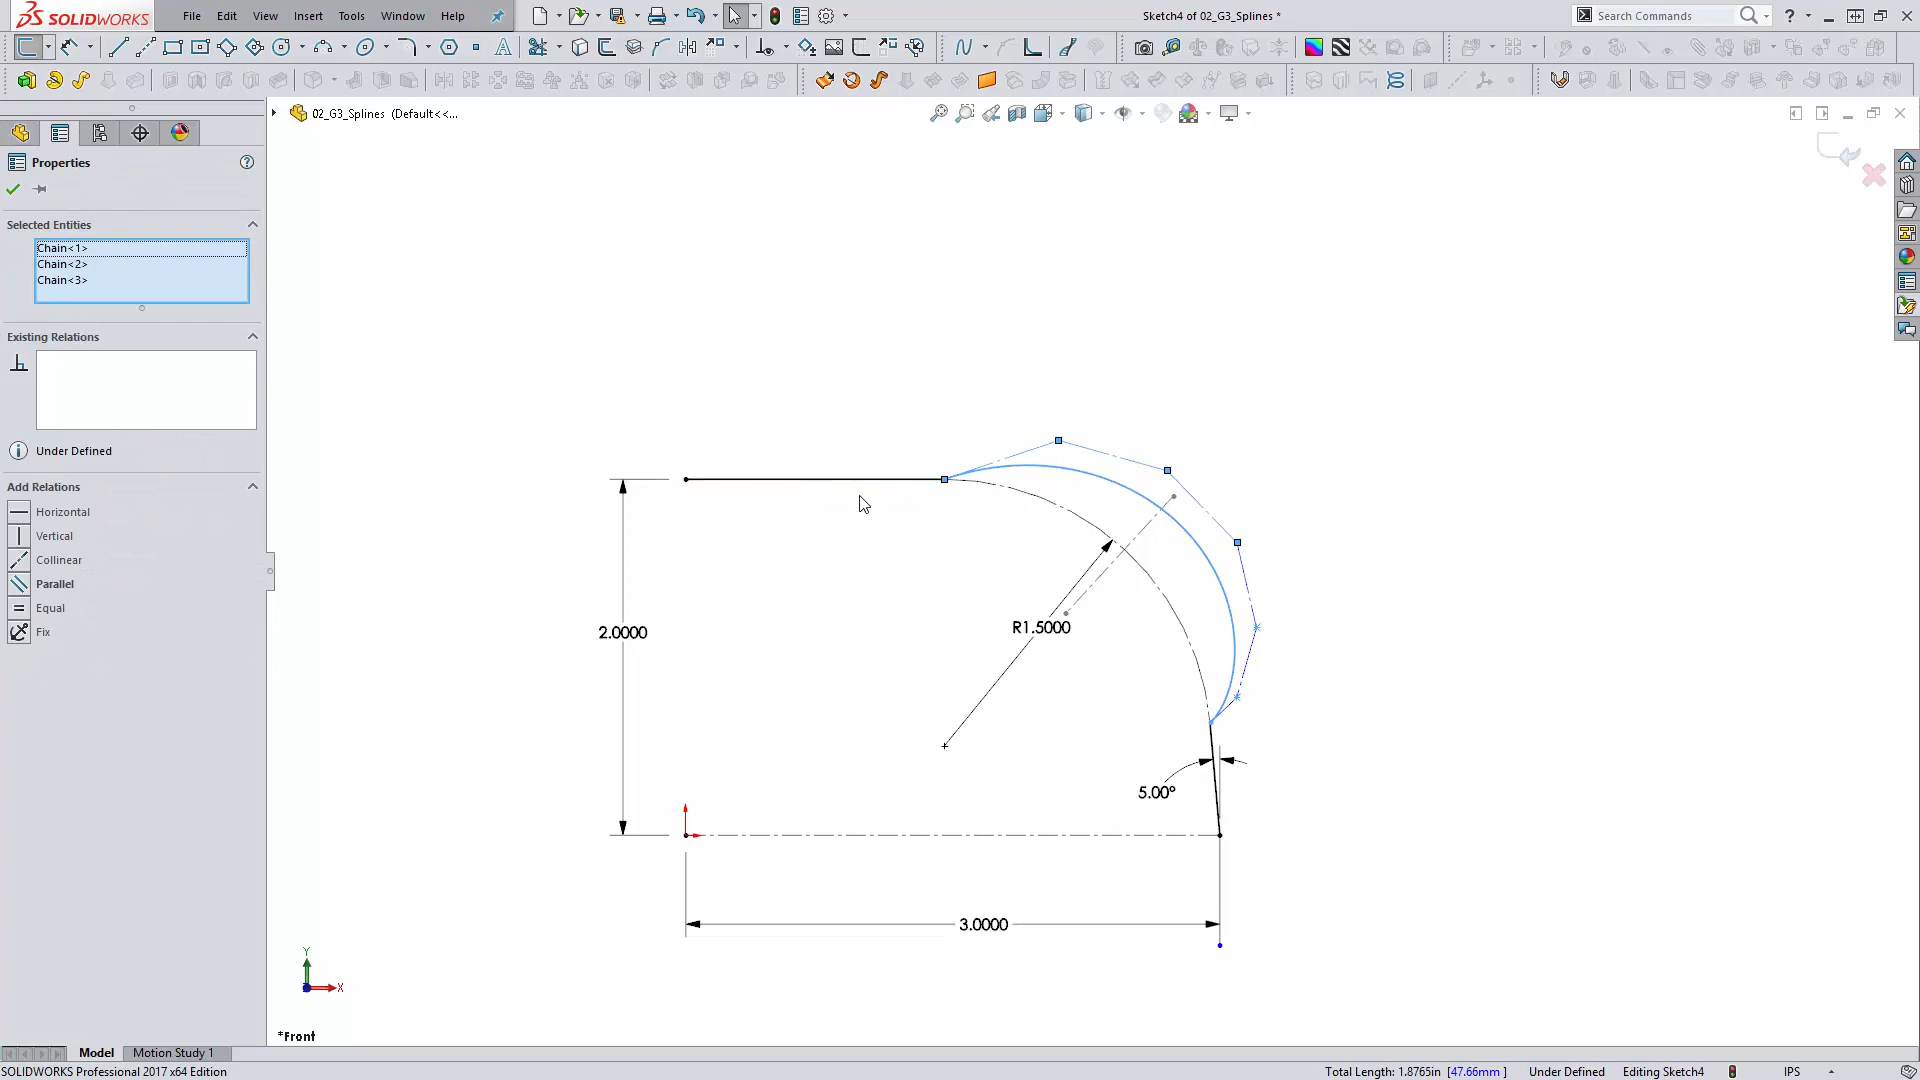 SOLIDWORKS
File Edit View Insert Tools Window Help
Sketch4 of 02_G3_Splines *
Search Commands
02_G3_Splines (Default<<...
Properties
Selected Entities
Chain<1>
Chain<2>
Chain<3>
Existing Relations
Under Defined
Add Relations
Horizontal
Vertical
Collinear
Parallel
Equal
Fix
2.0000
R1.5000
5.00°
3.0000
Y
X
*Front
Model Motion Study 1
SOLIDWORKS Professional 2017 x64 Edition
Total Length: 1.8765in [47.66mm ] Under Defined Editing Sketch4 IPS